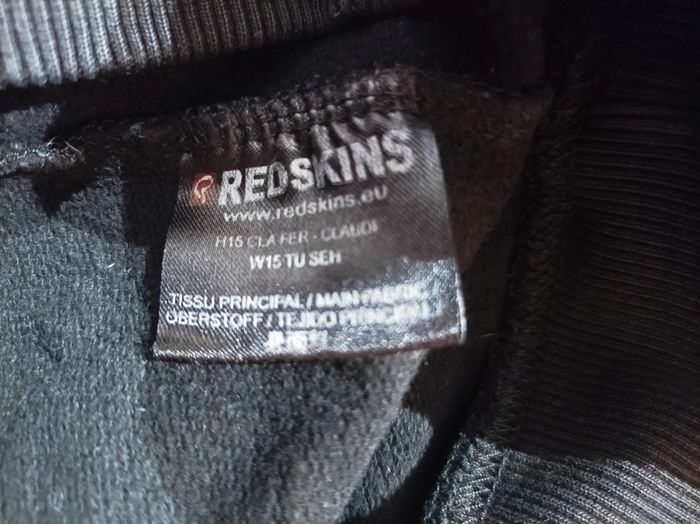 REDSKINS
www.redskins.eu
H15 CLA FER - CLAUDI
W15 TU SEH
TISSU PRINCIPAL / MAIN FABRIC
OBERSTOFF / TEJIDO PRINCIPAL